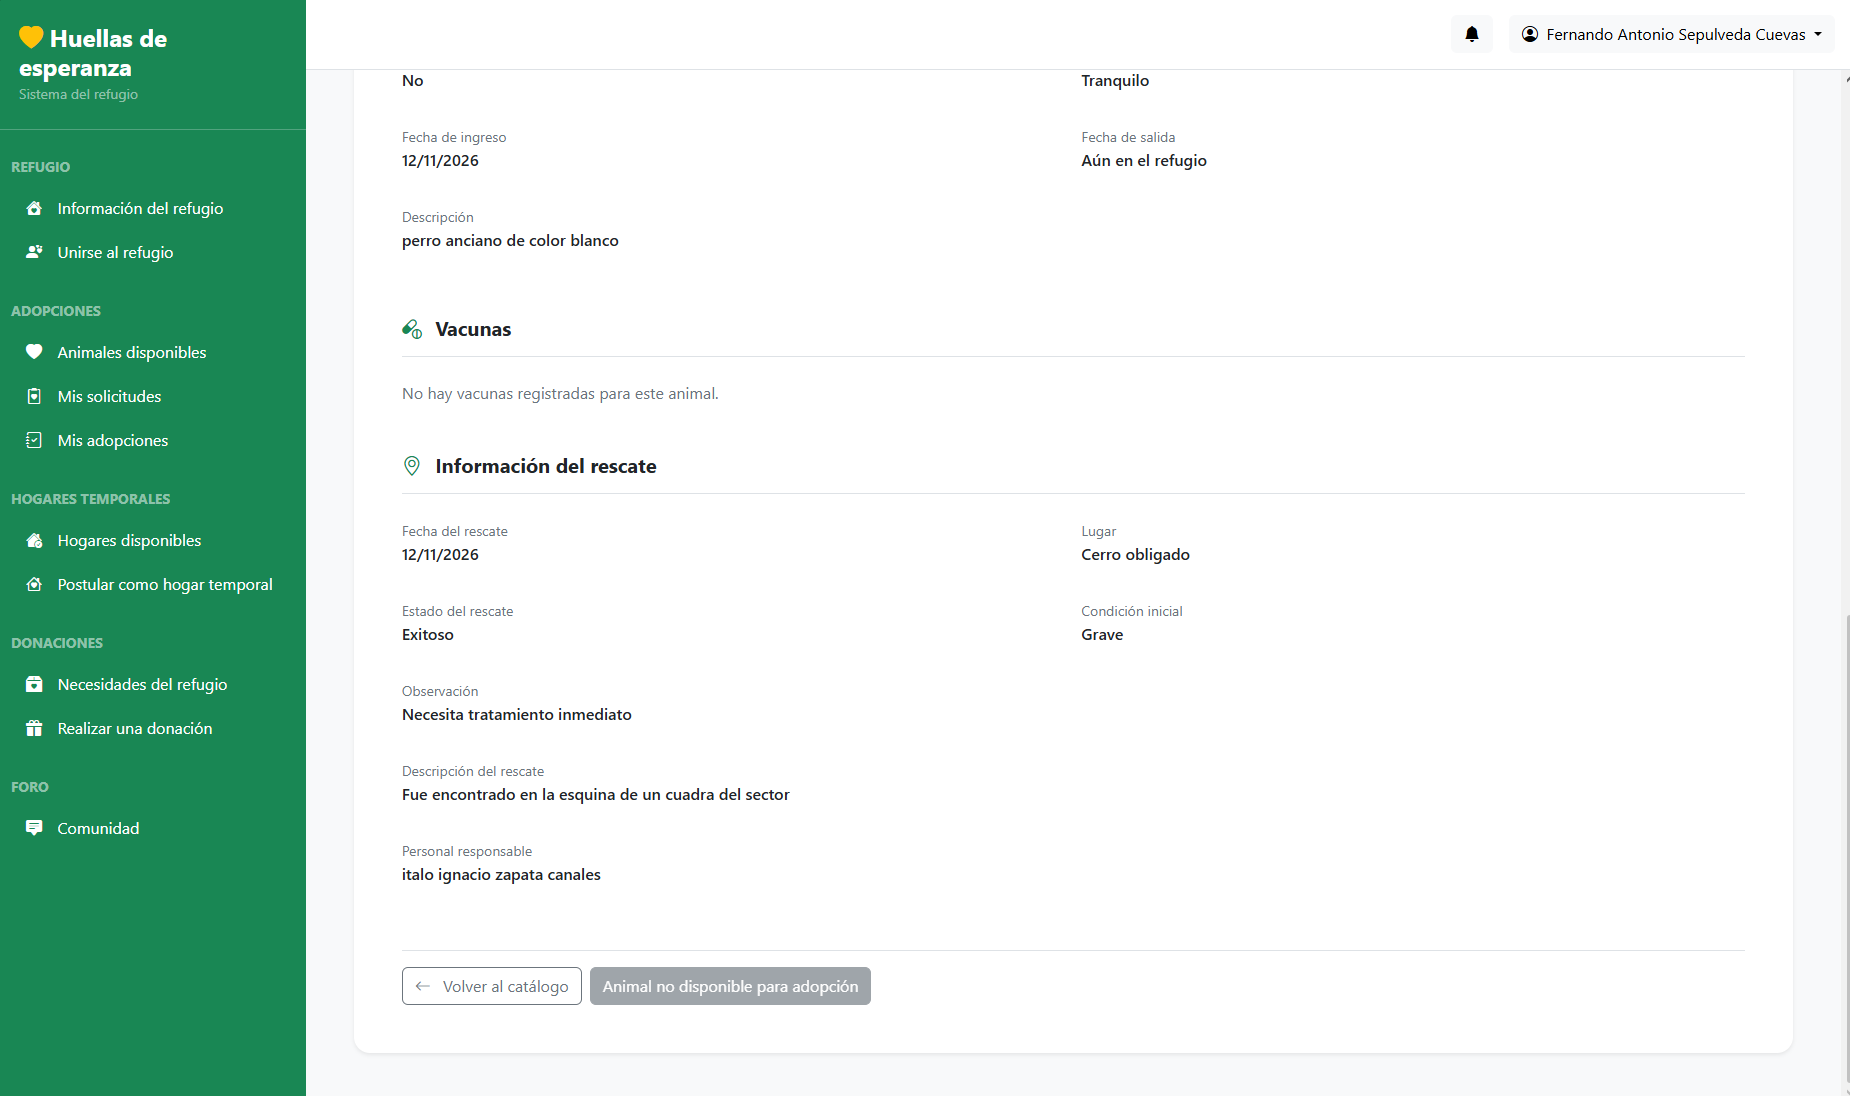 Huellas de
esperanza
Sistema del refugio
REFUGIO
Información del refugio
Unirse al refugio
ADOPCIONES
Animales disponibles
Mis solicitudes
Mis adopciones
HOGARES TEMPORALES
Hogares disponibles
Postular como hogar temporal
DONACIONES
Necesidades del refugio
Realizar una donación
FORO
Comunidad
Fernando Antonio Sepulveda Cuevas
No
Tranquilo
Fecha de ingreso
12/11/2026
Fecha de salida
Aún en el refugio
Descripción
perro anciano de color blanco
Vacunas
No hay vacunas registradas para este animal.
Información del rescate
Fecha del rescate
12/11/2026
Lugar
Cerro obligado
Estado del rescate
Exitoso
Condición inicial
Grave
Observación
Necesita tratamiento inmediato
Descripción del rescate
Fue encontrado en la esquina de un cuadra del sector
Personal responsable
italo ignacio zapata canales
Volver al catálogo
Animal no disponible para adopción